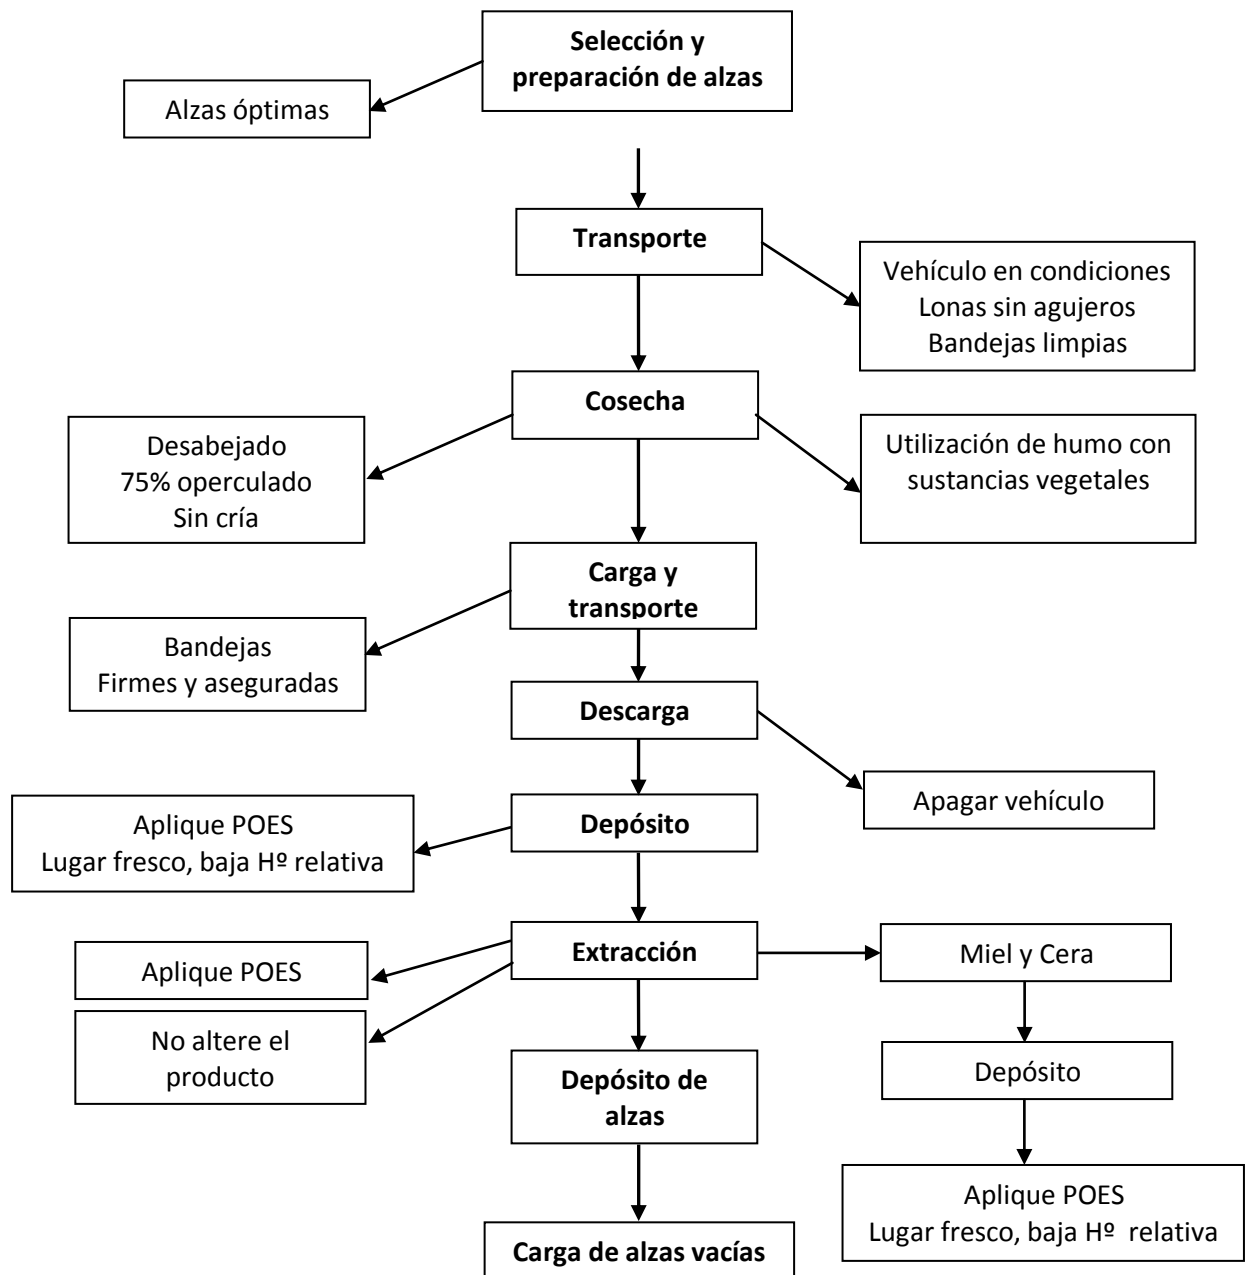 Selección y
preparación de alzas
Alzas óptimas
Transporte
Vehículo en condiciones
Lonas sin agujeros
Bandejas limpias
Cosecha
Desabejado
75% operculado
Sin cría
Utilización de humo con
sustancias vegetales
Carga y
transporte
Bandejas
Firmes y aseguradas
Descarga
Apagar vehículo
Depósito
Aplique POES
Lugar fresco, baja Hº relativa
Extracción
Aplique POES
No altere el
producto
Miel y Cera
Depósito
Depósito de
alzas
Aplique POES
Lugar fresco, baja Hº relativa
Carga de alzas vacías